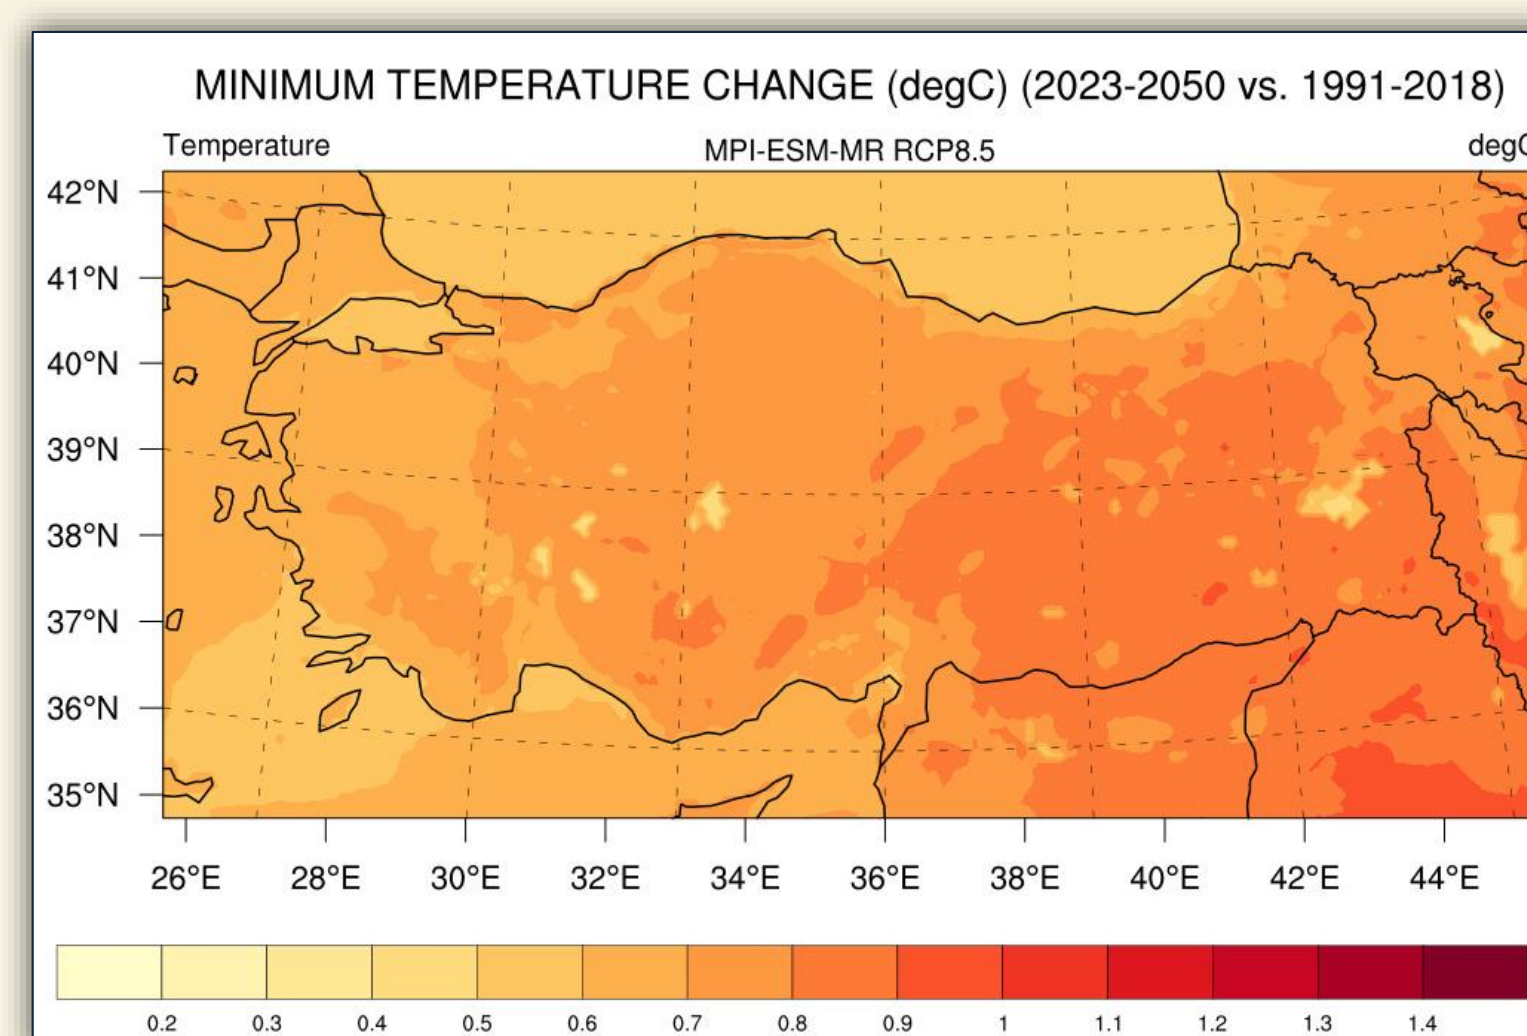 MINIMUM TEMPERATURE CHANGE (degC) (2023-2050 vs. 1991-2018)
Temperature MPI-ESM-MR RCP8.5 degC
42°N
41°N
40°N
39°N
38°N
37°N
36°N
35°N
26°E 28°E 30°E 32°E 34°E 36°E 38°E 40°E 42°E 44°E
0.2 0.3 0.4 0.5 0.6 0.7 0.8 0.9 1 1.1 1.2 1.3 1.4